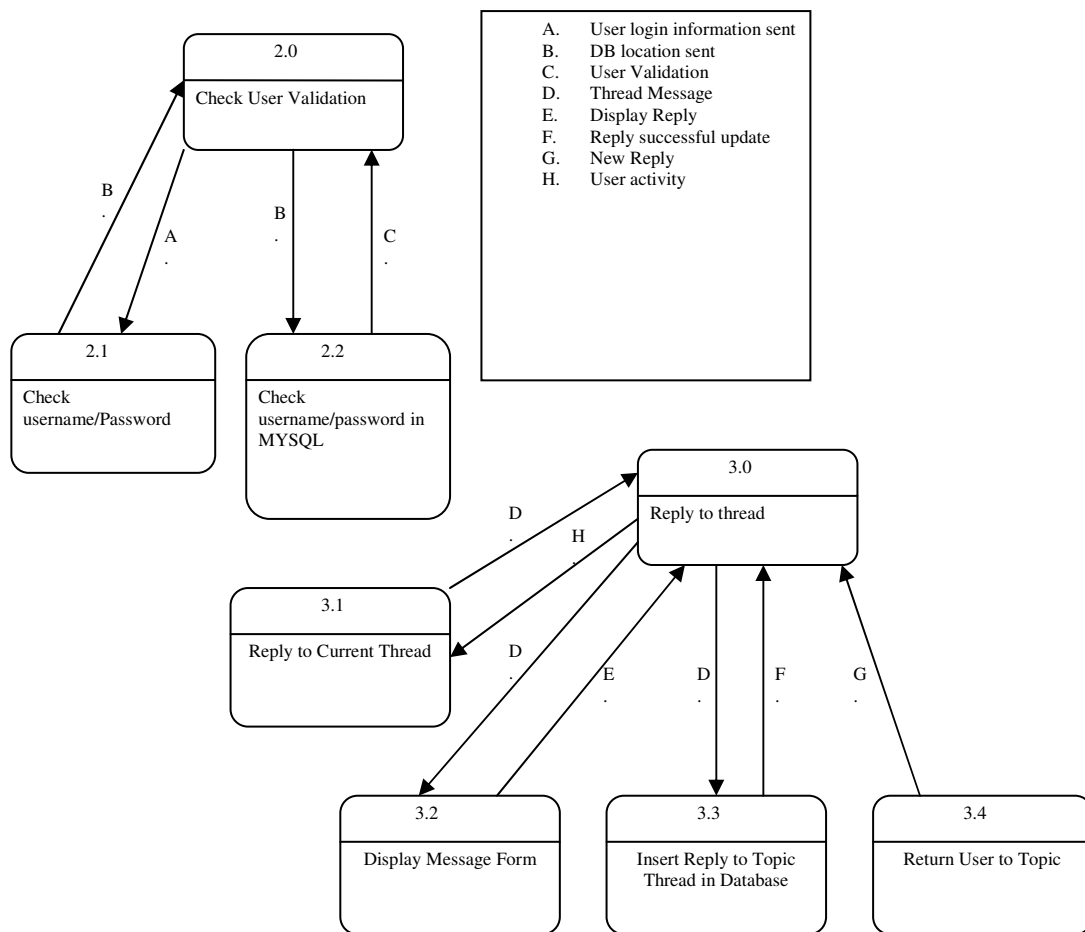 2.0
Check User Validation
A. User login information sent
B. DB location sent
C. User Validation
D. Thread Message
E. Display Reply
F. Reply successful update
G. New Reply
H. User activity
B
.
A
.
B
.
C
.
2.1
Check
username/Password
2.2
Check
username/password in
MYSQL
3.0
Reply to thread
D
.
H
.
3.1
Reply to Current Thread
D
.
E
.
D
.
F
.
G
.
3.2
Display Message Form
3.3
Insert Reply to Topic
Thread in Database
3.4
Return User to Topic